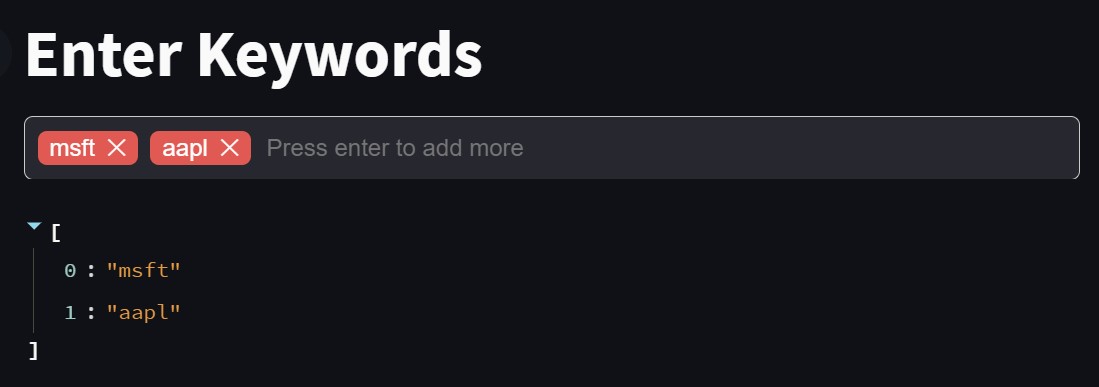 Enter Keywords
msft aapl Press enter to add more
[
0 : "msft"
1 : "aapl"
]